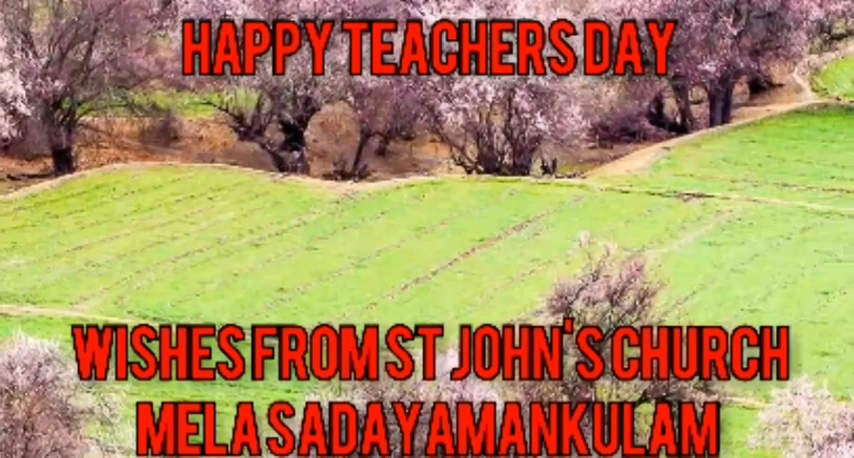 HAPPY TEACHERS DAY
WISHES FROM ST JOHN'S CHURCH
MELA SADAYAMANKULAM